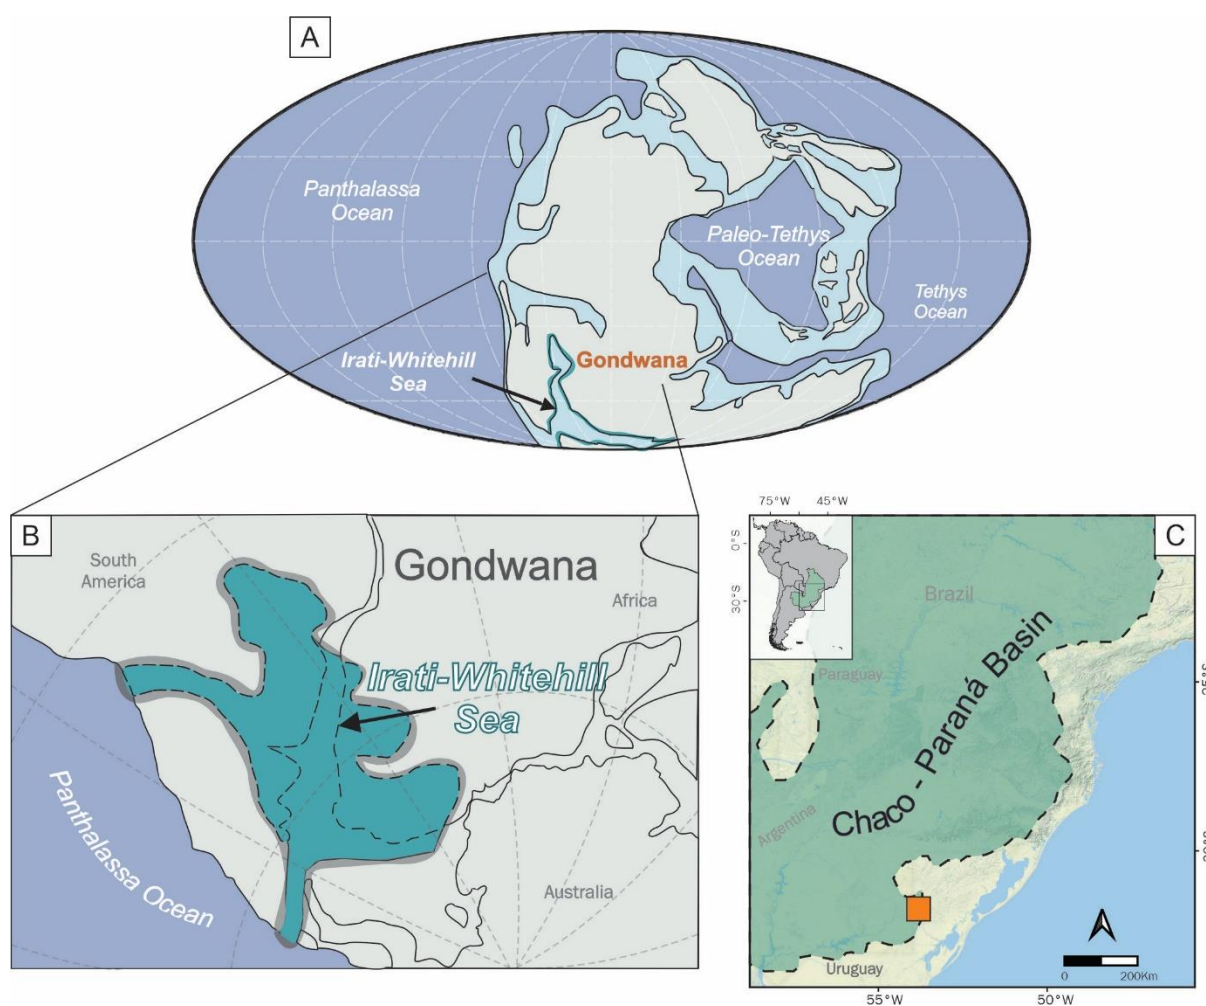 A
Panthalassa
Ocean
Paleo-Tethys
Ocean
Tethys
Ocean
Irati-Whitehill
Sea
Gondwana
B
South
America
Gondwana
Africa
Irati-Whitehill
Sea
Panthalassa Ocean
Australia
75°W 45°W
0°S
30°S
C
Brazil
Paraguay
Chaco - Paraná Basin
Argentina
Uruguay
0 200Km
55°W 50°W